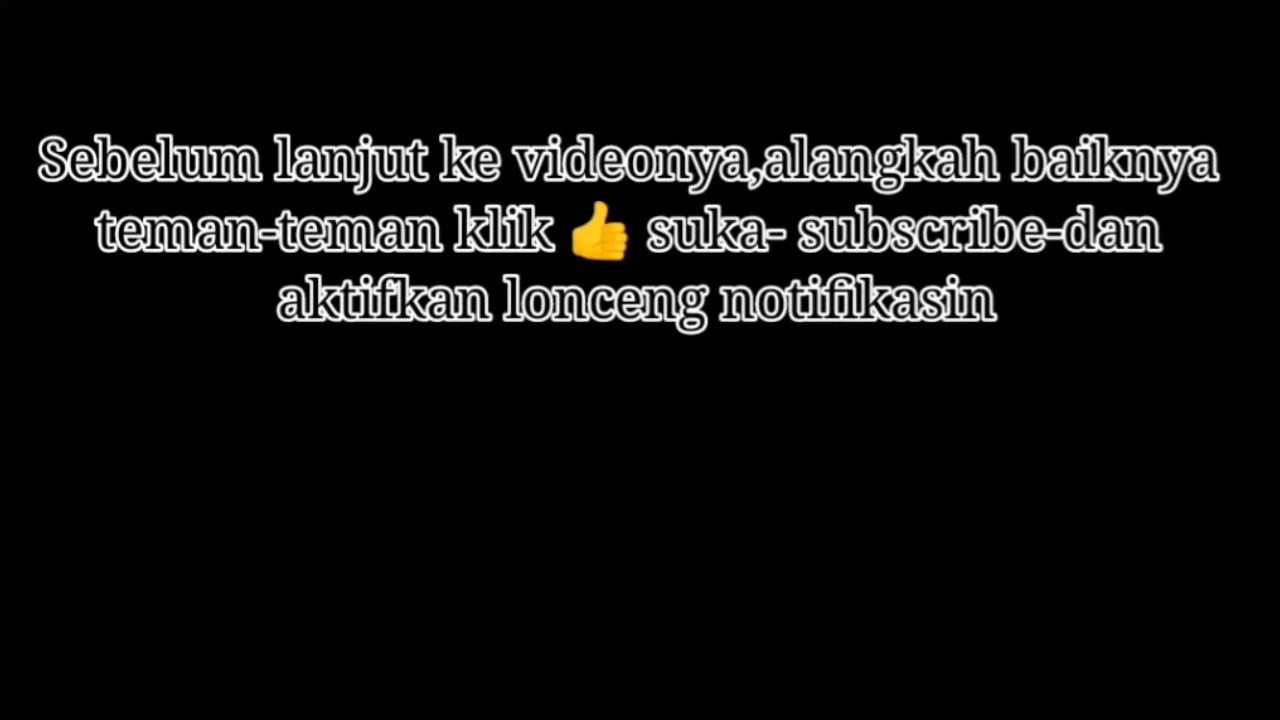 Sebelum lanjut ke videonya,alangkah baiknya
teman-teman klik 👍 suka- subscribe-dan
aktifkan lonceng notifikasin